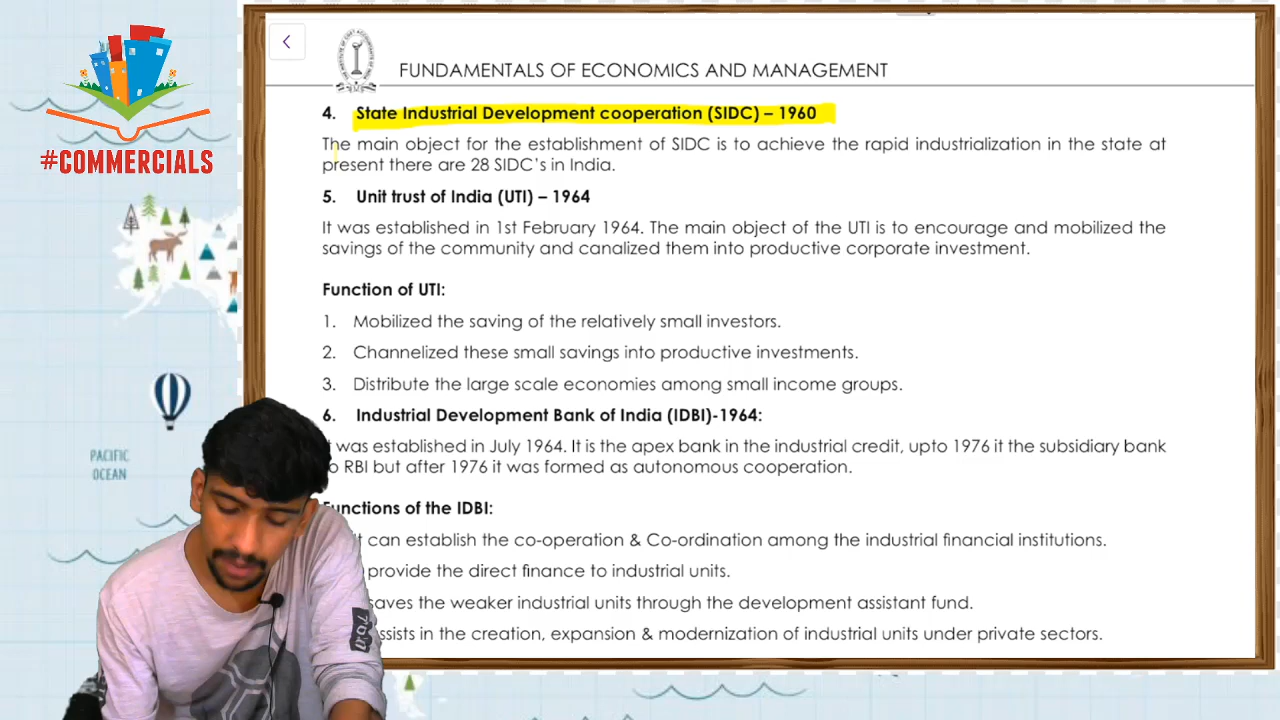 FUNDAMENTALS OF ECONOMICS AND MANAGEMENT
4. State Industrial Development cooperation (SIDC) – 1960
The main object for the establishment of SIDC is to achieve the rapid industrialization in the state at
present there are 28 SIDC's in India.
5. Unit trust of India (UTI) – 1964
It was established in 1st February 1964. The main object of the UTI is to encourage and mobilized the
savings of the community and canalized them into productive corporate investment.
Function of UTI:
1. Mobilized the saving of the relatively small investors.
2. Channelized these small savings into productive investments.
3. Distribute the large scale economies among small income groups.
6. Industrial Development Bank of India (IDBI)-1964:
was established in July 1964. It is the apex bank in the industrial credit, upto 1976 it the subsidiary bank
RBI but after 1976 it was formed as autonomous cooperation.
Functions of the IDBI:
can establish the co-operation & Co-ordination among the industrial financial institutions.
provide the direct finance to industrial units.
saves the weaker industrial units through the development assistant fund.
in the creation, expansion & modernization of industrial units under private sectors.
#COMMERCIALS
PACIFIC
OCEAN